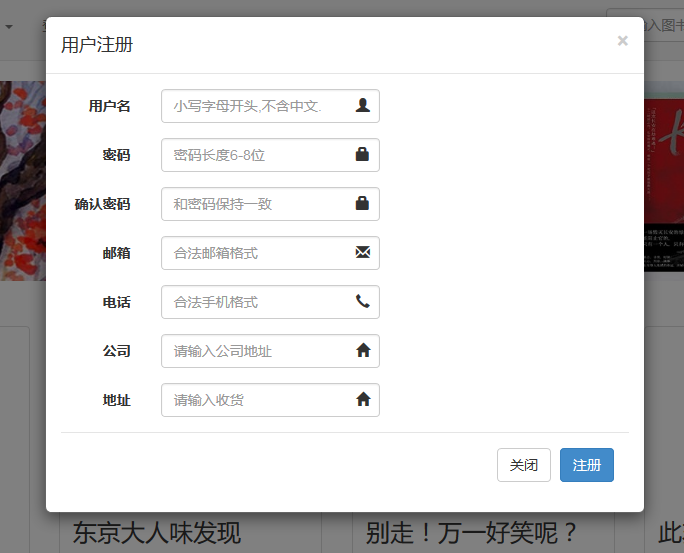 用户注册
×
用户名 小写字母开头,不含中文.
密码 密码长度6-8位
确认密码 和密码保持一致
邮箱 合法邮箱格式
电话 合法手机格式
公司 请输入公司地址
地址 请输入收货
关闭 注册
输入图书
东京大人味发现
别走！万一好笑呢？
此